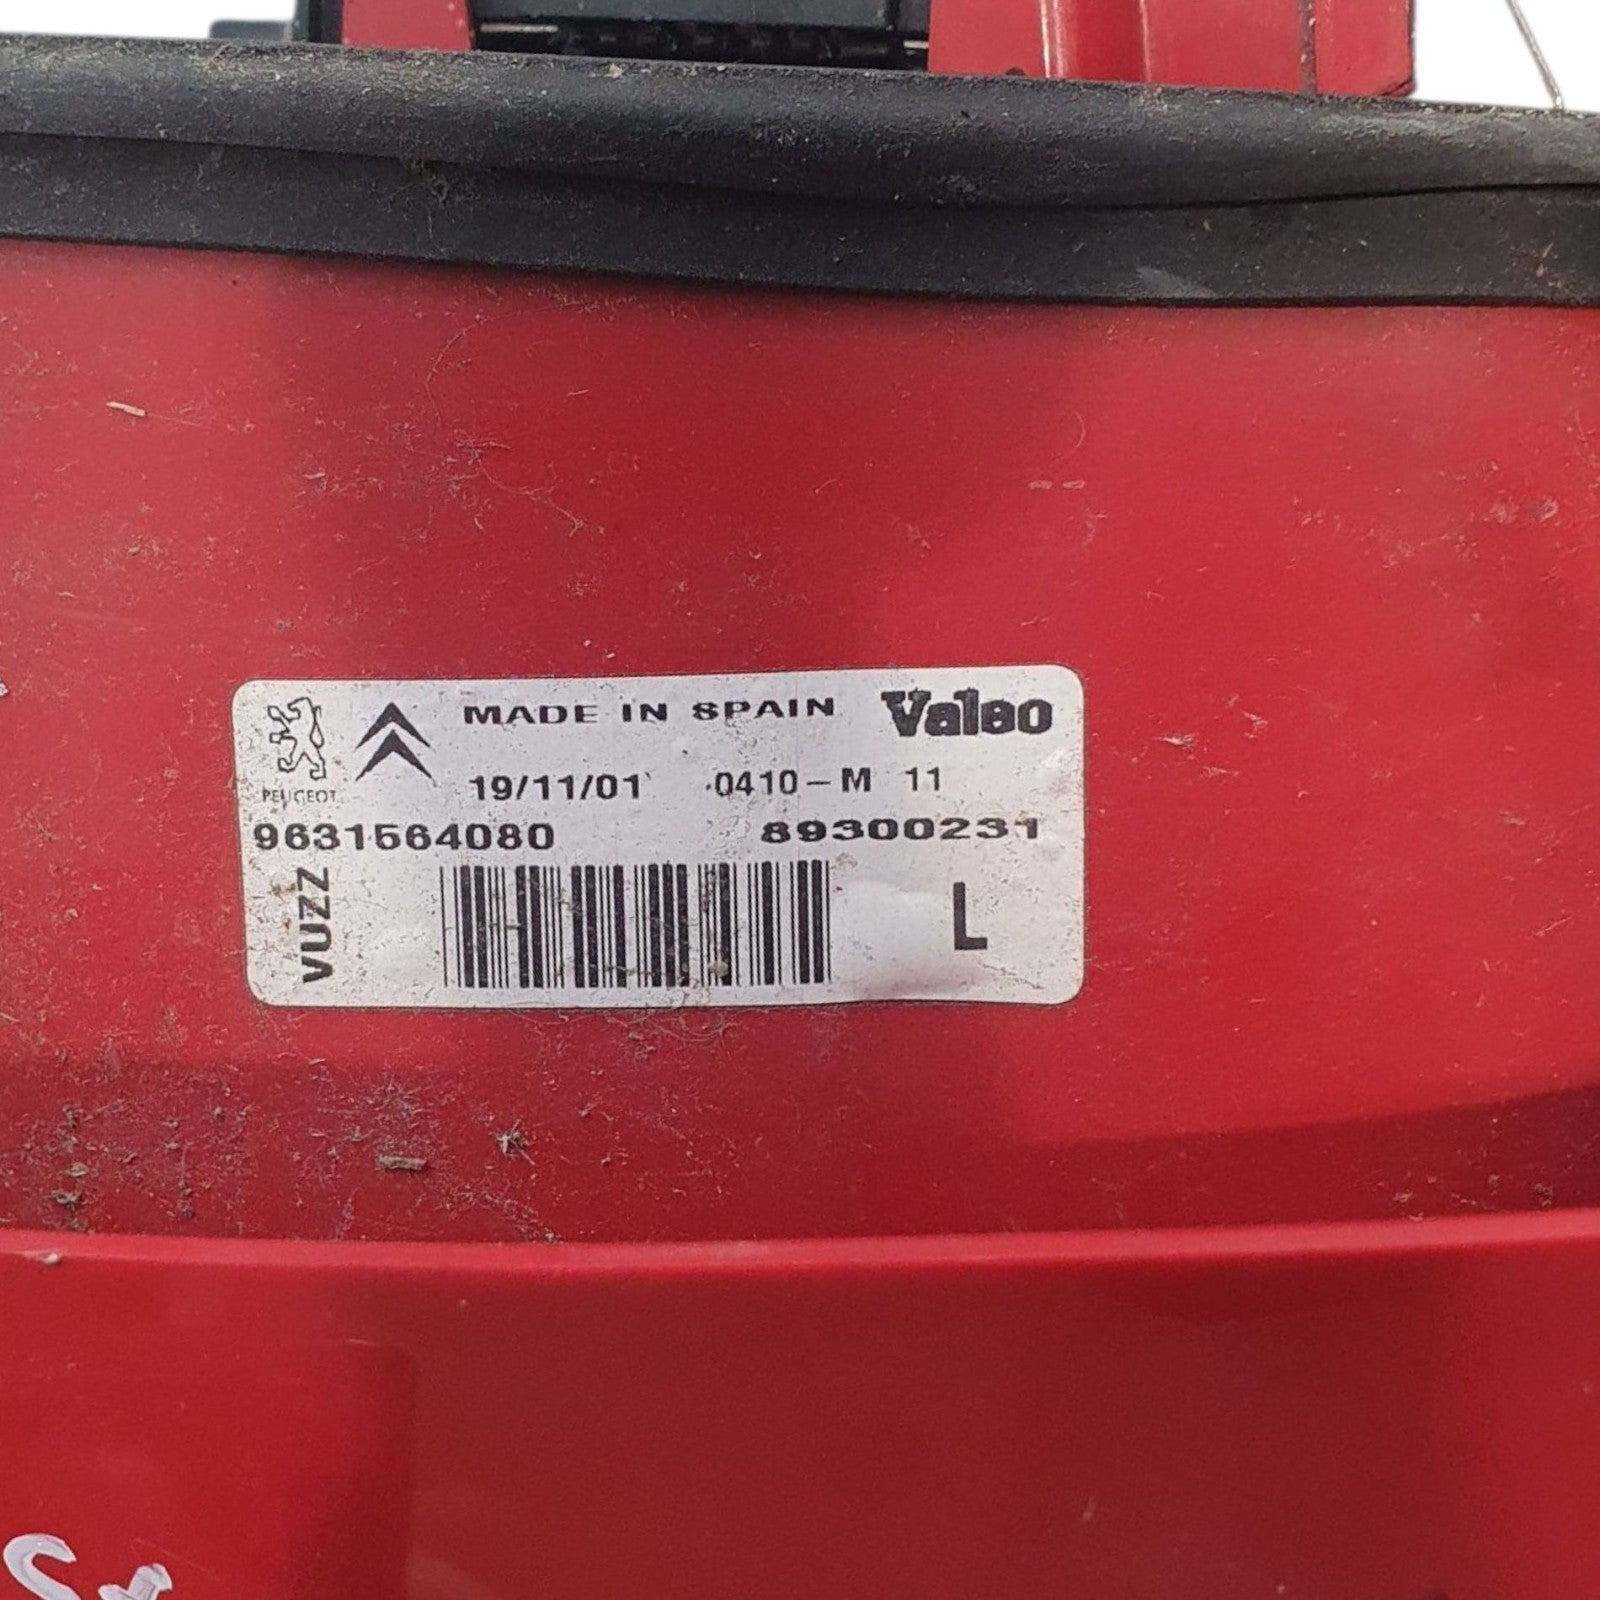 MADE IN SPAIN Valeo
PEUGEOT
19/11/01 0410-M 11
9631564080 89300231
VUZZ
L